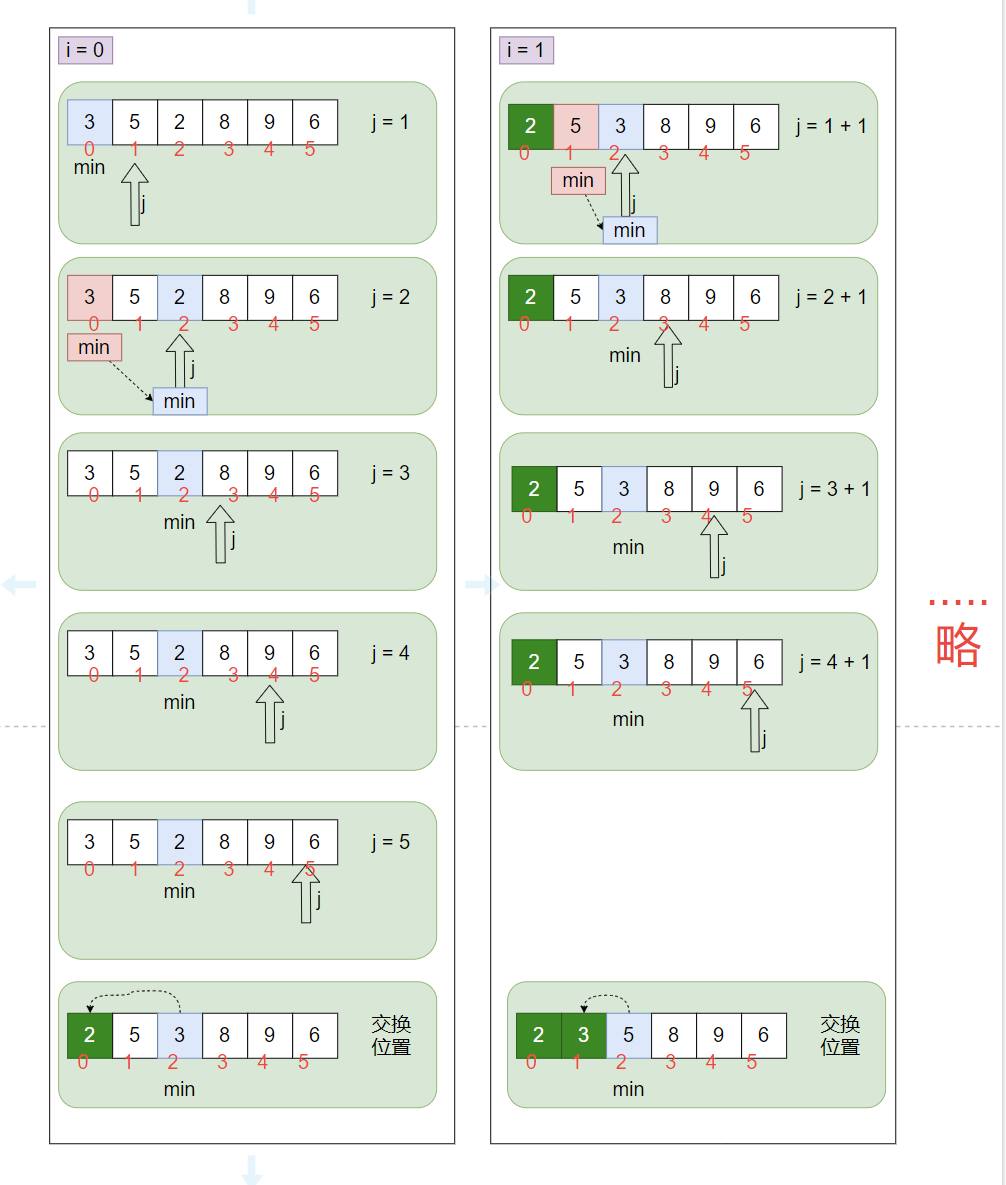 i = 0
3 5 2 8 9 6 j = 1
0 1 2 3 4 5
min
j
3 5 2 8 9 6 j = 2
0 1 2 3 4 5
min
j
min
3 5 2 8 9 6 j = 3
0 1 2 3 4 5
min
j
3 5 2 8 9 6 j = 4
0 1 2 3 4 5
min
j
3 5 2 8 9 6 j = 5
0 1 2 3 4 5
min
j
2 5 3 8 9 6 交换
位置
0 1 2 3 4 5
min
i = 1
2 5 3 8 9 6 j = 1 + 1
0 1 2 3 4 5
min
j
min
2 5 3 8 9 6 j = 2 + 1
0 1 2 3 4 5
min
j
2 5 3 8 9 6 j = 3 + 1
0 1 2 3 4 5
min
j
2 5 3 8 9 6 j = 4 + 1
0 1 2 3 4 5
min
j
2 3 5 8 9 6 交换
位置
0 1 2 3 4 5
min
.....
略